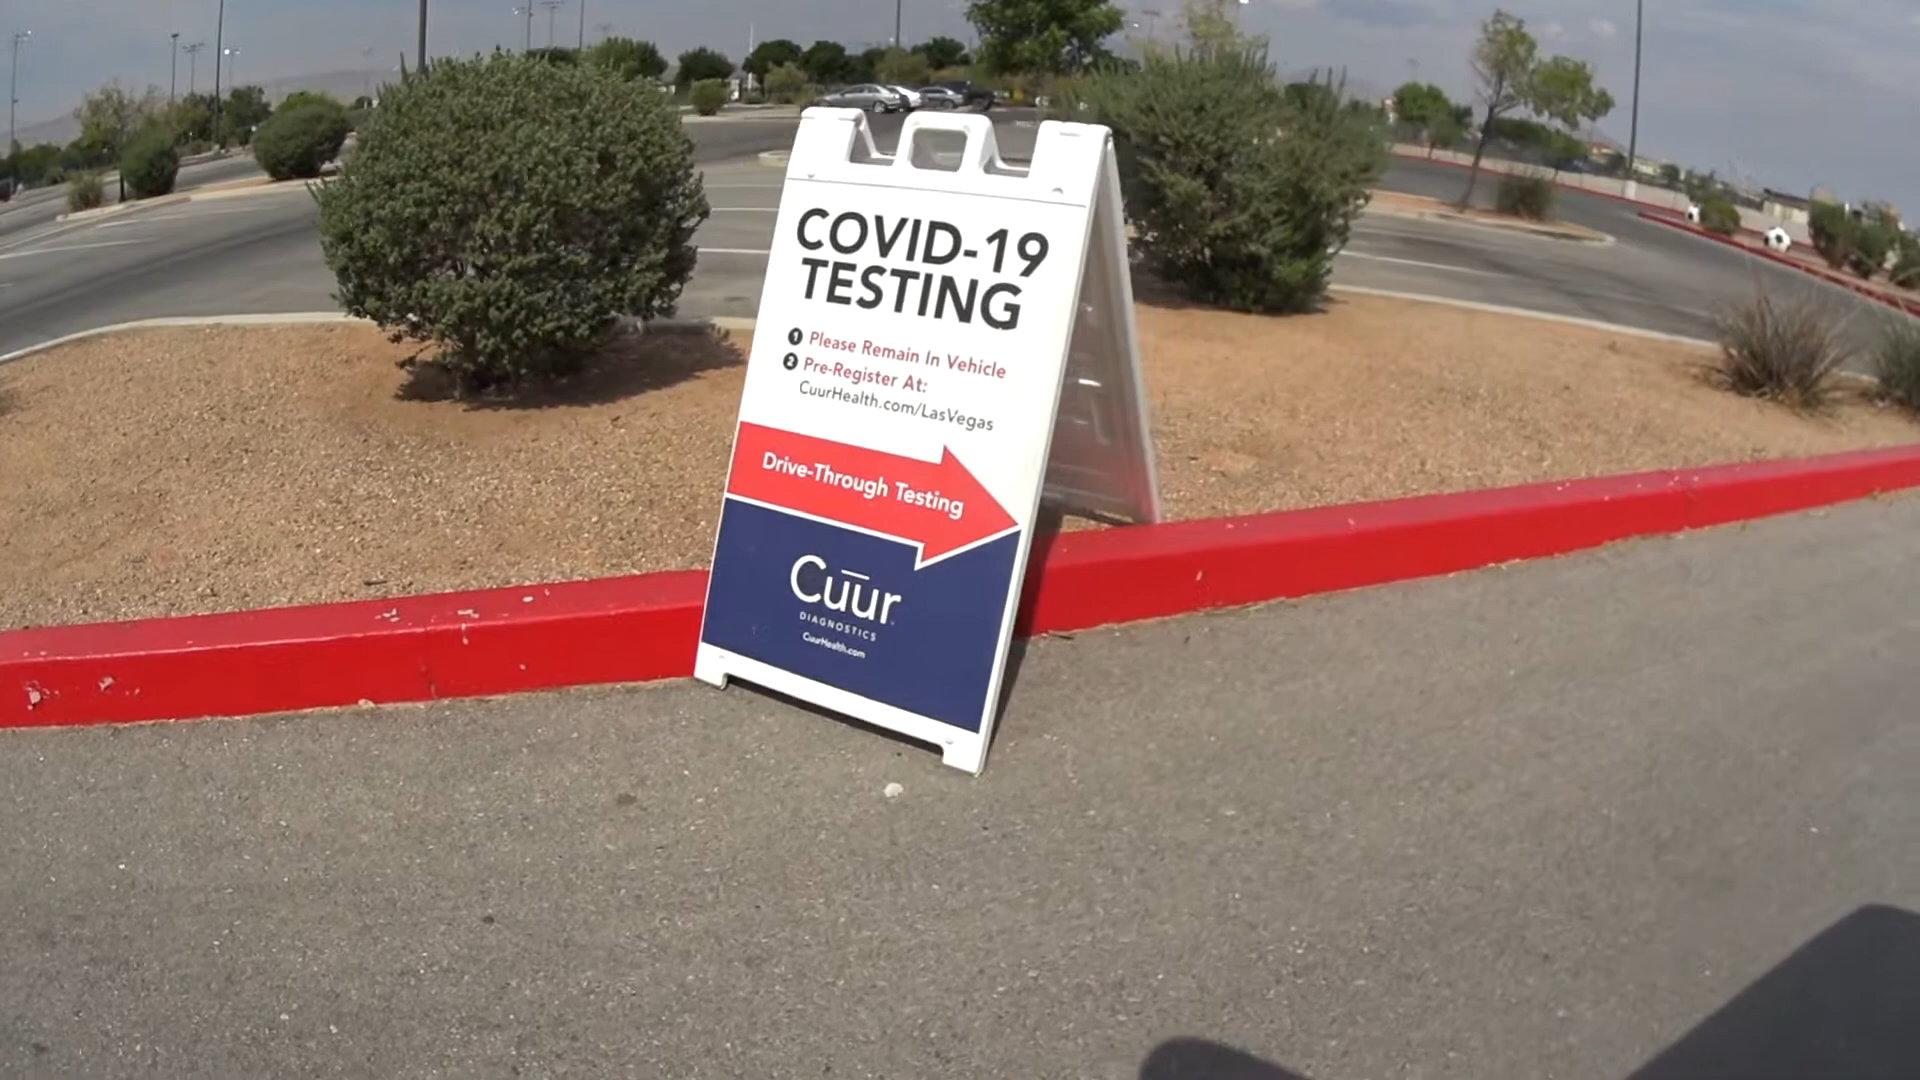 COVID-19
TESTING
1 Please Remain In Vehicle
2 Pre-Register At:
CuurHealth.com/LasVegas
Drive-Through Testing
Cūūr
DIAGNOSTICS
CuurHealth.com